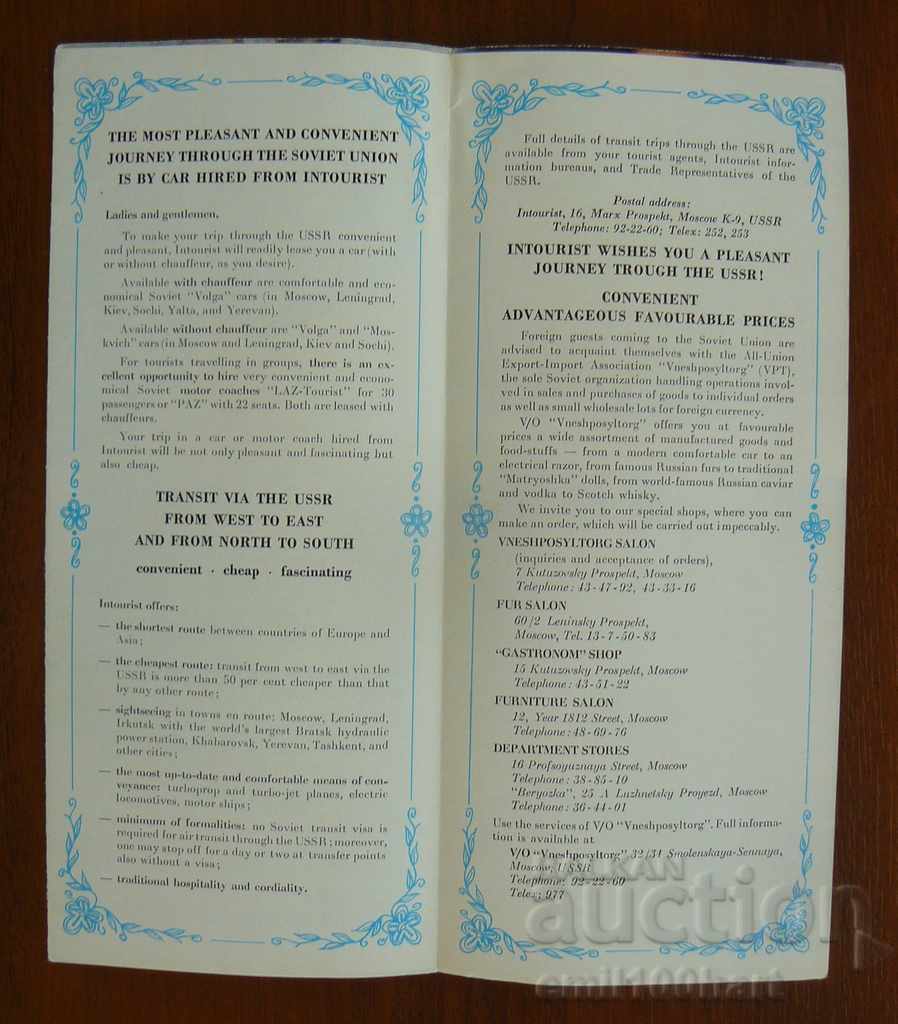 THE MOST PLEASANT AND CONVENIENT
JOURNEY THROUGH THE SOVIET UNION
IS BY CAR HIRED FROM INTOURIST
Ladies and gentlemen,
To make your trip through the USSR convenient
and pleasant, Intourist will readily lease you a car (with
or without chauffeur, as you desire).
Available with chauffeur are comfortable and eco-
nomical Soviet "Volga" cars (in Moscow, Leningrad,
Kiev, Sochi, Yalta, and Yerevan).
Available without chauffeur are "Volga" and "Mos-
kvich" cars (in Moscow and Leningrad, Kiev and Sochi).
For tourists travelling in groups, there is an ex-
cellent opportunity to hire very convenient and econo-
mical Soviet motor coaches "LAZ-Tourist" for 30
passengers or "PAZ" with 22 seats. Both are leased with
chauffeurs.
Your trip in a car or motor coach hired from
Intourist will be not only pleasant and fascinating but
also cheap.
TRANSIT VIA THE USSR
FROM WEST TO EAST
AND FROM NORTH TO SOUTH
convenient · cheap · fascinating
Intourist offers:
— the shortest route between countries of Europe and
Asia;
— the cheapest route: transit from west to east via the
USSR is more than 50 per cent cheaper than that
by any other route;
— sightseeing in towns en route: Moscow, Leningrad,
Irkutsk with the world's largest Bratsk hydraulic
power station, Khabarovsk, Yerevan, Tashkent, and
other cities;
— the most up-to-date and comfortable means of con-
veyance: turboprop and turbo-jet planes, electric
locomotives, motor ships;
— minimum of formalities: no Soviet transit visa is
required for air transit through the USSR; moreover,
one may stop off for a day or two at transfer points
also without a visa;
— traditional hospitality and cordiality.
Full details of transit trips through the USSR are
available from your tourist agents, Intourist infor-
mation bureaus, and Trade Representatives of the
USSR.
Postal address:
Intourist, 16, Marx Prospekt, Moscow K-9, USSR
Telephone: 92-22-60; Telex: 252, 253
INTOURIST WISHES YOU A PLEASANT
JOURNEY TROUGH THE USSR!
CONVENIENT
ADVANTAGEOUS FAVOURABLE PRICES
Foreign guests coming to the Soviet Union are
advised to acquaint themselves with the All-Union
Export-Import Association "Vneshposyltorg" (VPT),
the sole Soviet organization handling operations invol-
ved in sales and purchases of goods to individual orders
as well as small wholesale lots for foreign currency.
V/O "Vneshposyltorg" offers you at favourable
prices a wide assortment of manufactured goods and
food-stuffs — from a modern comfortable car to an
electrical razor, from famous Russian furs to traditional
"Matryoshka" dolls, from world-famous Russian caviar
and vodka to Scotch whisky.
We invite you to our special shops, where you can
make an order, which will be carried out impeccably.
VNESHPOSYLTORG SALON
(inquiries and acceptance of orders),
7 Kutuzovsky Prospekt, Moscow
Telephone: 43-47-92, 43-33-16
FUR SALON
60/2 Leninsky Prospekt,
Moscow, Tel. 13-7-50-83
"GASTRONOM" SHOP
15 Kutuzovsky Prospekt, Moscow
Telephone: 43-51-22
FURNITURE SALON
12, Year 1812 Street, Moscow
Telephone: 48-69-76
DEPARTMENT STORES
16 Profsoyuznaya Street, Moscow
Telephone: 38-85-10
"Beryozka", 25 A Luzhnetsky Proyezd, Moscow
Telephone: 36-44-01
Use the services of V/O "Vneshposyltorg". Full informa-
tion is available at
V/O "Vneshposyltorg" 32/34 Smolenskaya-Sennaya,
Moscow, USSR
Telephone: 92-22-60
Telex: 977
BALKAN
auction
emil100hart